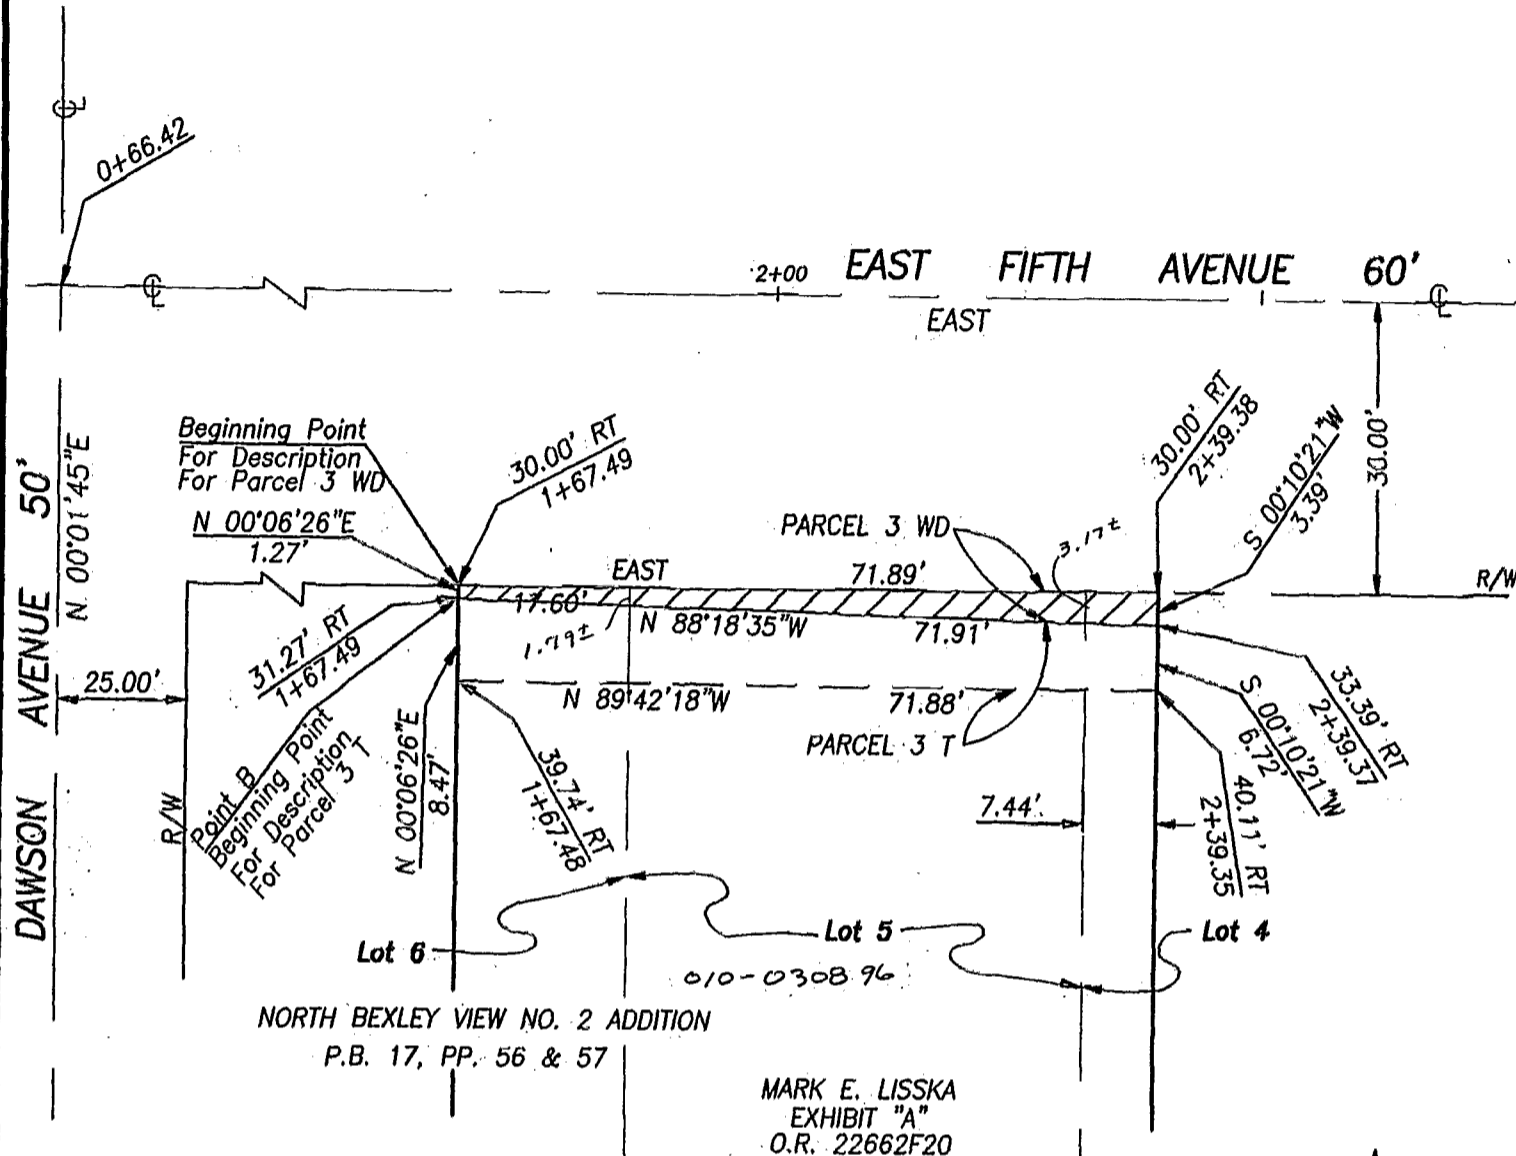 0+66.42
2+00
EAST FIFTH AVENUE 60'
EAST
DAWSON AVENUE 50'
N 00°01'45"E
Beginning Point
For Description
For Parcel 3 WD
N 00°06'26"E
1.27'
30.00' RT
1+67.49
30.00' RT
2+39.38
S 00°10'21"W
3.39'
30.00'
R/W
PARCEL 3 WD
3.17±
EAST
71.89'
17.60'
1.79±
N 88°18'35"W
71.91'
31.27' RT
1+67.49
25.00'
N 89°42'18"W
71.88'
PARCEL 3 T
33.39' RT
2+39.37
S 00°10'21"W
6.72'
40.11' RT
2+39.35
7.44'
R/W
Point B
Beginning Point
For Description
For Parcel 3 T
N 00°06'26"E
8.47'
39.74' RT
1+67.48
Lot 6
Lot 5
Lot 4
010-030896
NORTH BEXLEY VIEW NO. 2 ADDITION
P.B. 17, PP. 56 & 57
MARK E. LISSKA
EXHIBIT "A"
O.R. 22662F20